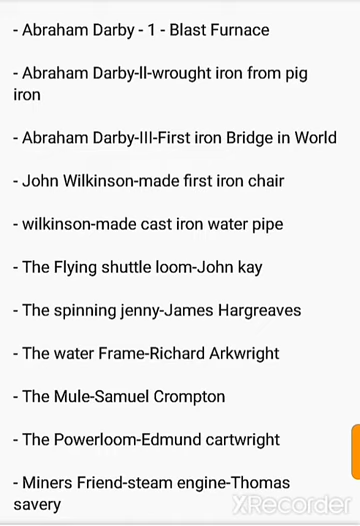 - Abraham Darby - 1 - Blast Furnace
- Abraham Darby-II-wrought iron from pig
iron
- Abraham Darby-III-First iron Bridge in World
- John Wilkinson-made first iron chair
- wilkinson-made cast iron water pipe
- The Flying shuttle loom-John kay
- The spinning jenny-James Hargreaves
- The water Frame-Richard Arkwright
- The Mule-Samuel Crompton
- The Powerloom-Edmund cartwright
- Miners Friend-steam engine-Thomas
savery
XRecorder